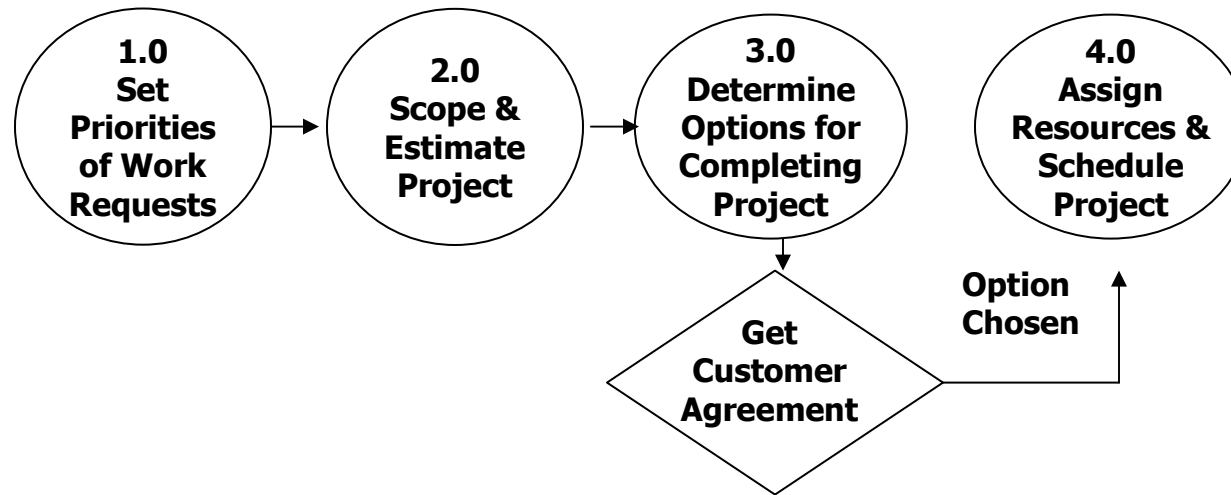 1.0
Set
Priorities
of Work
Requests
2.0
Scope &
Estimate
Project
3.0
Determine
Options for
Completing
Project
4.0
Assign
Resources &
Schedule
Project
Get
Customer
Agreement
Option
Chosen